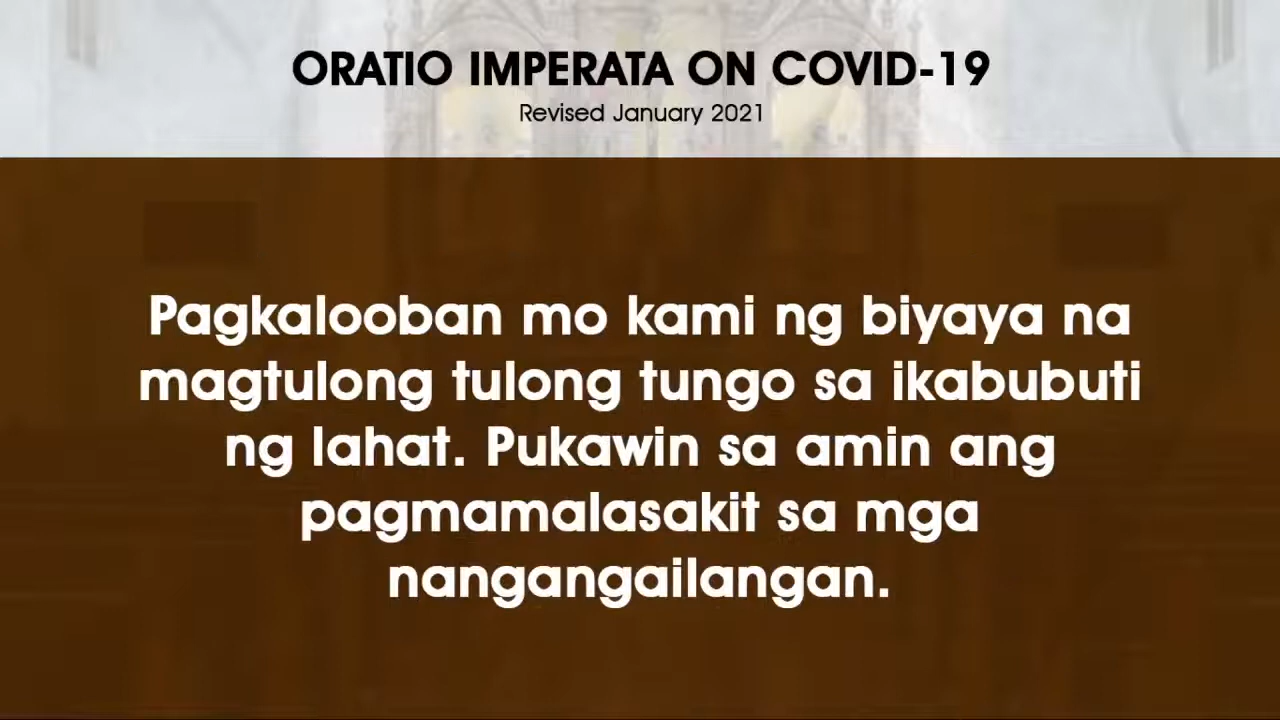 ORATIO IMPERATA ON COVID-19
Revised January 2021
Pagkalooban mo kami ng biyaya na
magtulong tulong tungo sa ikabubuti
ng lahat. Pukawin sa amin ang
pagmamalasakit sa mga
nangangailangan.